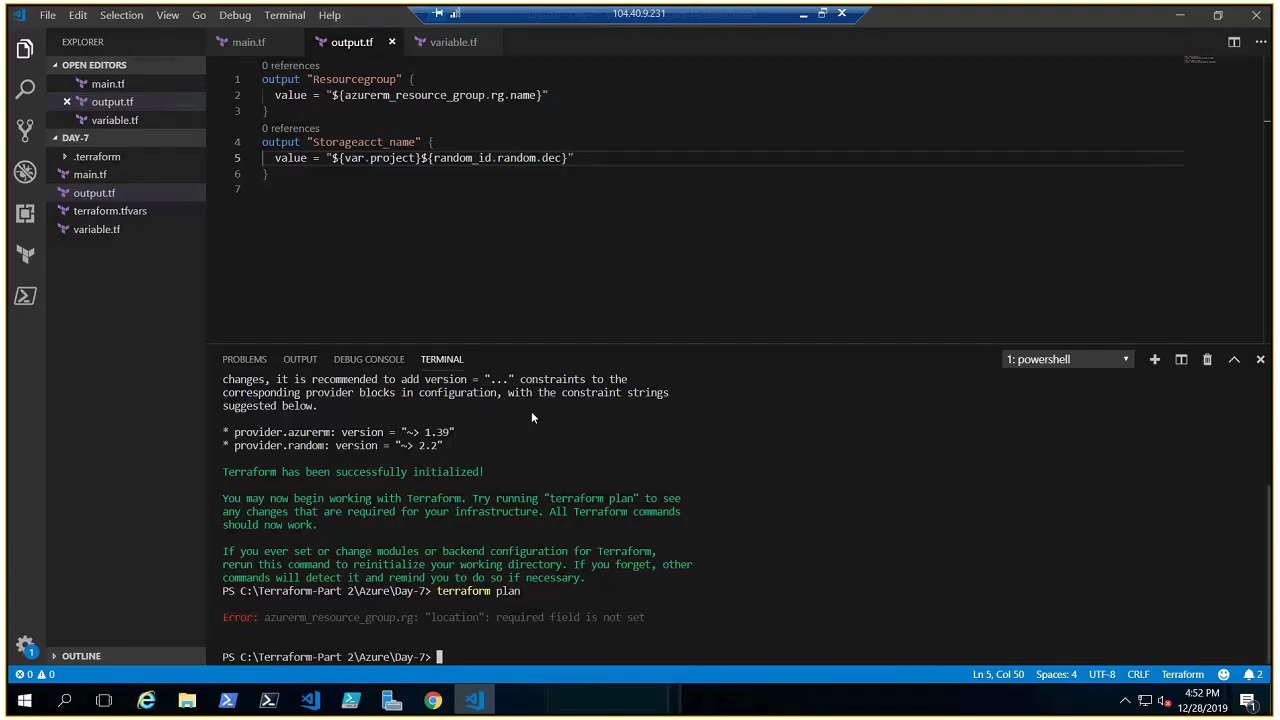 File Edit Selection View Go Debug Terminal Help
104.40.9.231
EXPLORER
OPEN EDITORS
main.tf
output.tf
variable.tf
DAY-7
.terraform
main.tf
output.tf
terraform.tfvars
variable.tf
OUTLINE
main.tf output.tf variable.tf
0 references
1 output "Resourcegroup" {
2 value = "${azurerm_resource_group.rg.name}"
3 }
0 references
4 output "Storageacct_name" {
5 value = "${var.project}${random_id.random.dec}"
6 }
7
PROBLEMS OUTPUT DEBUG CONSOLE TERMINAL
1: powershell
changes, it is recommended to add version = "..." constraints to the
corresponding provider blocks in configuration, with the constraint strings
suggested below.
* provider.azurerm: version = "~> 1.39"
* provider.random: version = "~> 2.2"
Terraform has been successfully initialized!
You may now begin working with Terraform. Try running "terraform plan" to see
any changes that are required for your infrastructure. All Terraform commands
should now work.
If you ever set or change modules or backend configuration for Terraform,
rerun this command to reinitialize your working directory. If you forget, other
commands will detect it and remind you to do so if necessary.
PS C:\Terraform-Part 2\Azure\Day-7> terraform plan
Error: azurerm_resource_group.rg: "location": required field is not set
PS C:\Terraform-Part 2\Azure\Day-7>
1
0 0
Ln 5, Col 50 Spaces: 4 UTF-8 CRLF Terraform 2
4:52 PM
12/28/2019
1